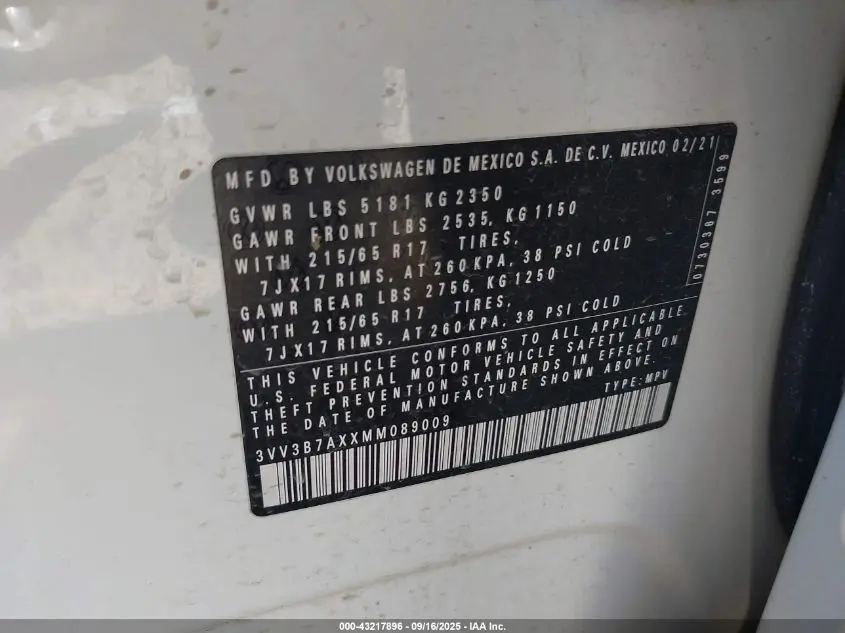 MFD BY VOLKSWAGEN DE MEXICO S.A. DE C.V. MEXICO 02/21
GVWR LBS 5181 KG 2350
GAWR FRONT LBS 2535, KG 1150
WITH 215/65 R17 TIRES,
7JX17 RIMS, AT 260 KPA, 38 PSI COLD
GAWR REAR LBS 2756, KG 1250
WITH 215/65 R17 TIRES,
7JX17 RIMS, AT 260 KPA, 38 PSI COLD
0730387 3599
THIS VEHICLE CONFORMS TO ALL APPLICABLE
U.S. FEDERAL MOTOR VEHICLE SAFETY AND
THEFT PREVENTION STANDARDS IN EFFECT ON
THE DATE OF MANUFACTURE SHOWN ABOVE.
3VV3B7AXXMM089009 TYPE: MPV
000-43217896 - 09/16/2025 - IAA Inc.